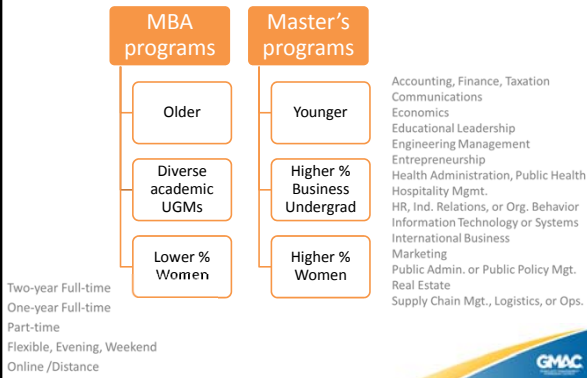 MBA
programs
Master's
programs
Older
Younger
Diverse
academic
UGMs
Higher %
Business
Undergrad
Lower %
Women
Higher %
Women
Two-year Full-time
One-year Full-time
Part-time
Flexible, Evening, Weekend
Online /Distance
Accounting, Finance, Taxation
Communications
Economics
Educational Leadership
Engineering Management
Entrepreneurship
Health Administration, Public Health
Hospitality Mgmt.
HR, Ind. Relations, or Org. Behavior
Information Technology or Systems
International Business
Marketing
Public Admin. or Public Policy Mgt.
Real Estate
Supply Chain Mgt., Logistics, or Ops.
GMAC